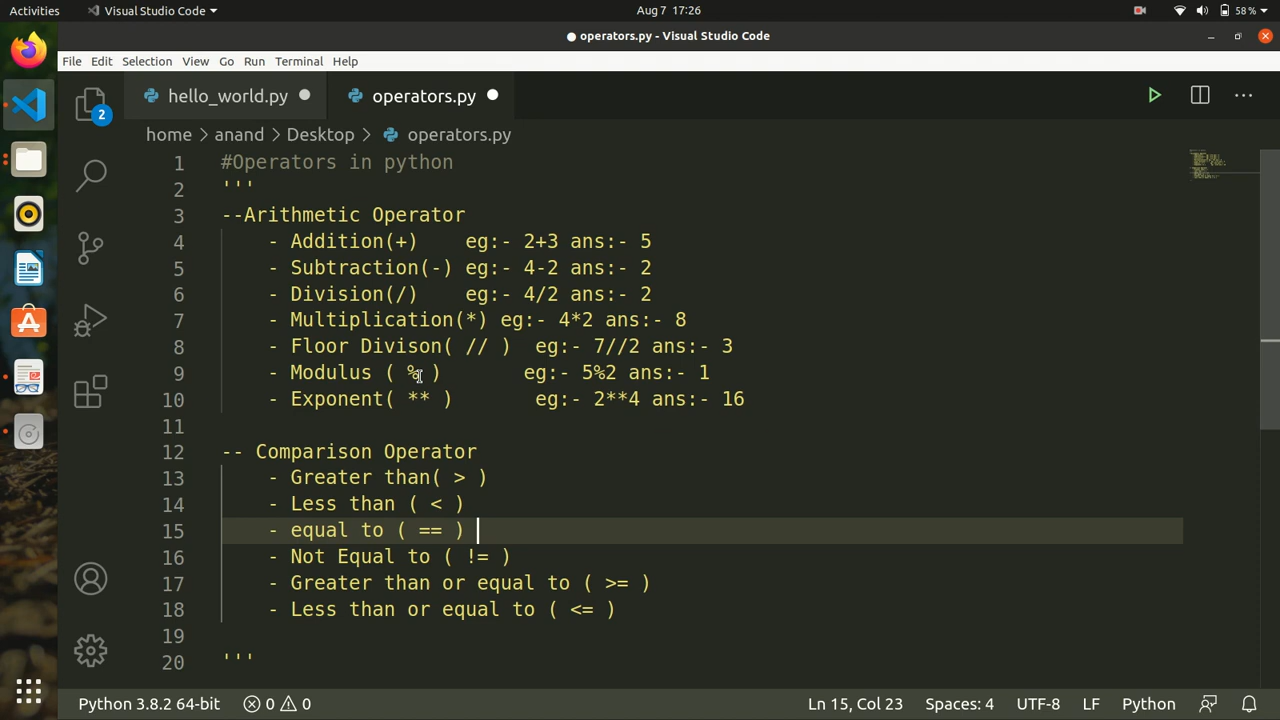 Activities Visual Studio Code Aug 7 17:26 58%
● operators.py - Visual Studio Code
File Edit Selection View Go Run Terminal Help
hello_world.py operators.py
2
home > anand > Desktop > operators.py
1 #Operators in python
2 '''
3 --Arithmetic Operator
4 - Addition(+) eg:- 2+3 ans:- 5
5 - Subtraction(-) eg:- 4-2 ans:- 2
6 - Division(/) eg:- 4/2 ans:- 2
7 - Multiplication(*) eg:- 4*2 ans:- 8
8 - Floor Divison( // ) eg:- 7//2 ans:- 3
9 - Modulus ( % ) eg:- 5%2 ans:- 1
10 - Exponent( ** ) eg:- 2**4 ans:- 16
11
12 -- Comparison Operator
13 - Greater than( > )
14 - Less than ( < )
15 - equal to ( == )
16 - Not Equal to ( != )
17 - Greater than or equal to ( >= )
18 - Less than or equal to ( <= )
19
20 '''
Python 3.8.2 64-bit 0 0 Ln 15, Col 23 Spaces: 4 UTF-8 LF Python